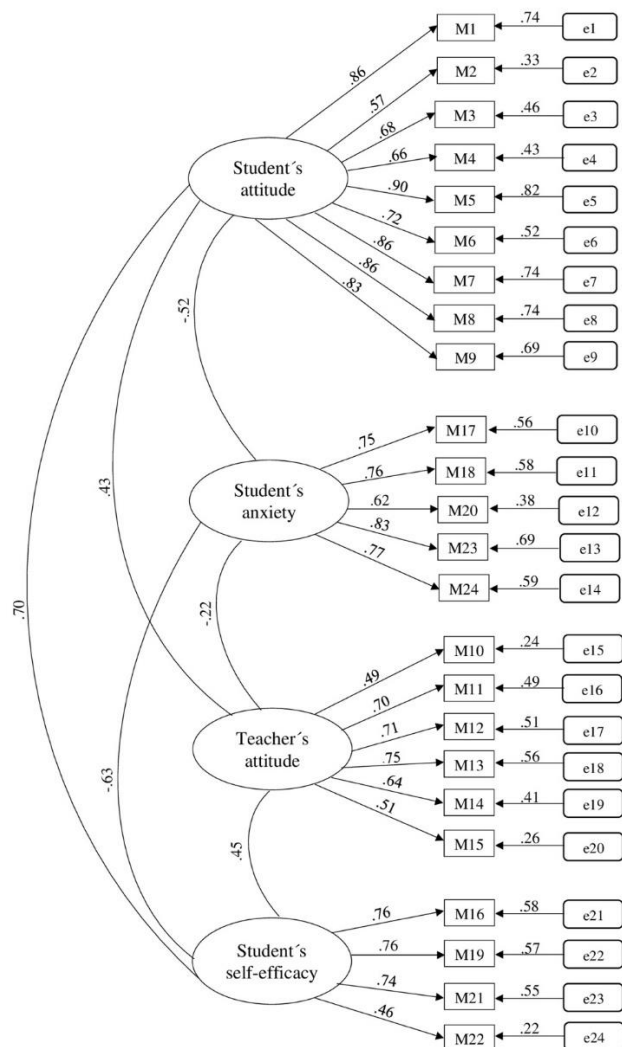 M1 .74 e1
.86
M2 .33 e2
.57
M3 .46 e3
.68
M4 .43 e4
.66
Student´s
attitude
M5 .82 e5
.90
M6 .52 e6
.72
M7 .74 e7
.86
M8 .74 e8
.86
M9 .69 e9
.83
-.52
.43
.70
M17 .56 e10
.75
M18 .58 e11
.76
Student´s
anxiety
M20 .38 e12
.62
M23 .69 e13
.83
M24 .59 e14
.77
-.22
-.63
M10 .24 e15
.49
M11 .49 e16
.70
M12 .51 e17
.71
Teacher´s
attitude
M13 .56 e18
.75
M14 .41 e19
.64
M15 .26 e20
.51
.45
M16 .58 e21
.76
M19 .57 e22
.76
Student´s
self-efficacy
M21 .55 e23
.74
M22 .22 e24
.46